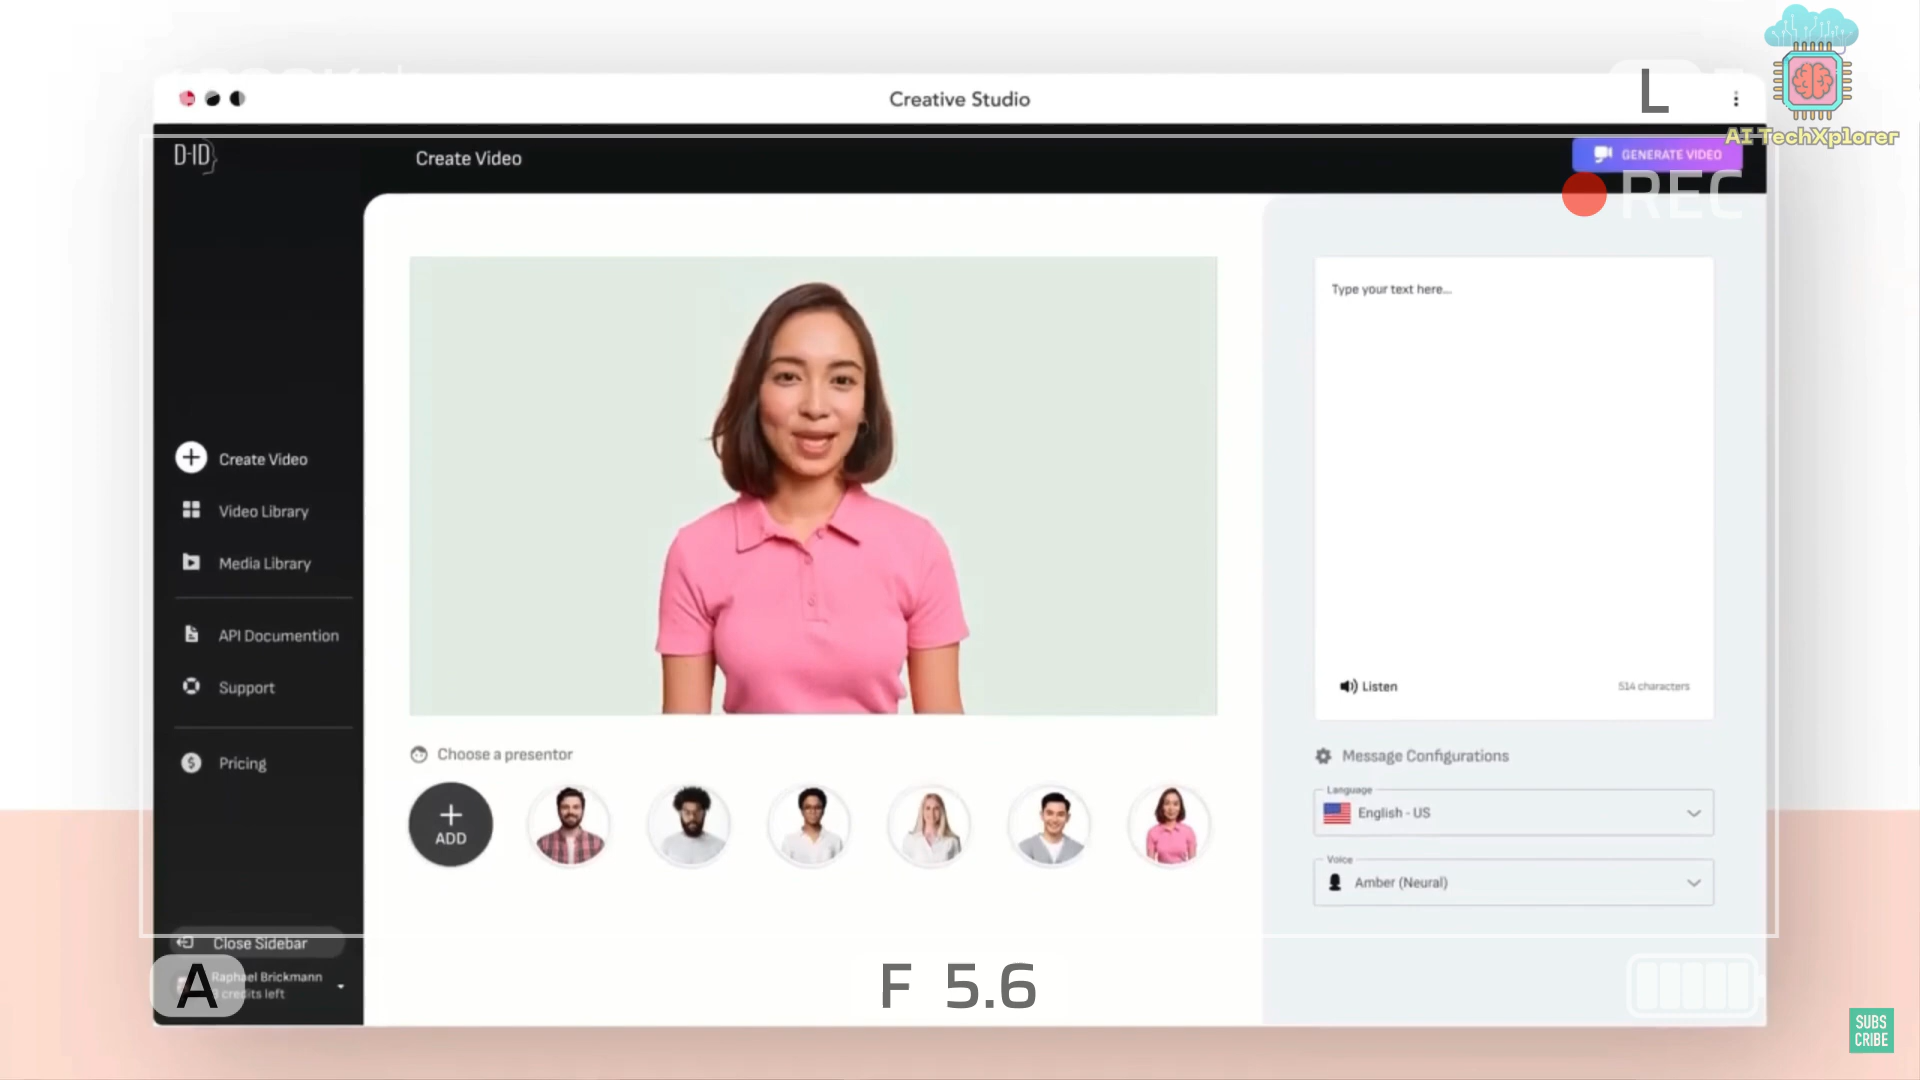 Creative Studio
L
AI TechXplorer
D-ID
Create Video
GENERATE VIDEO
REC
Type your text here...
Create Video
Video Library
Media Library
API Documention
Support
Pricing
Listen
514 characters
Choose a presentor
ADD
Message Configurations
Language
English - US
Voice
Amber (Neural)
Close Sidebar
Raphael Brickmann
credits left
A
F 5.6
SUBS
CRIBE